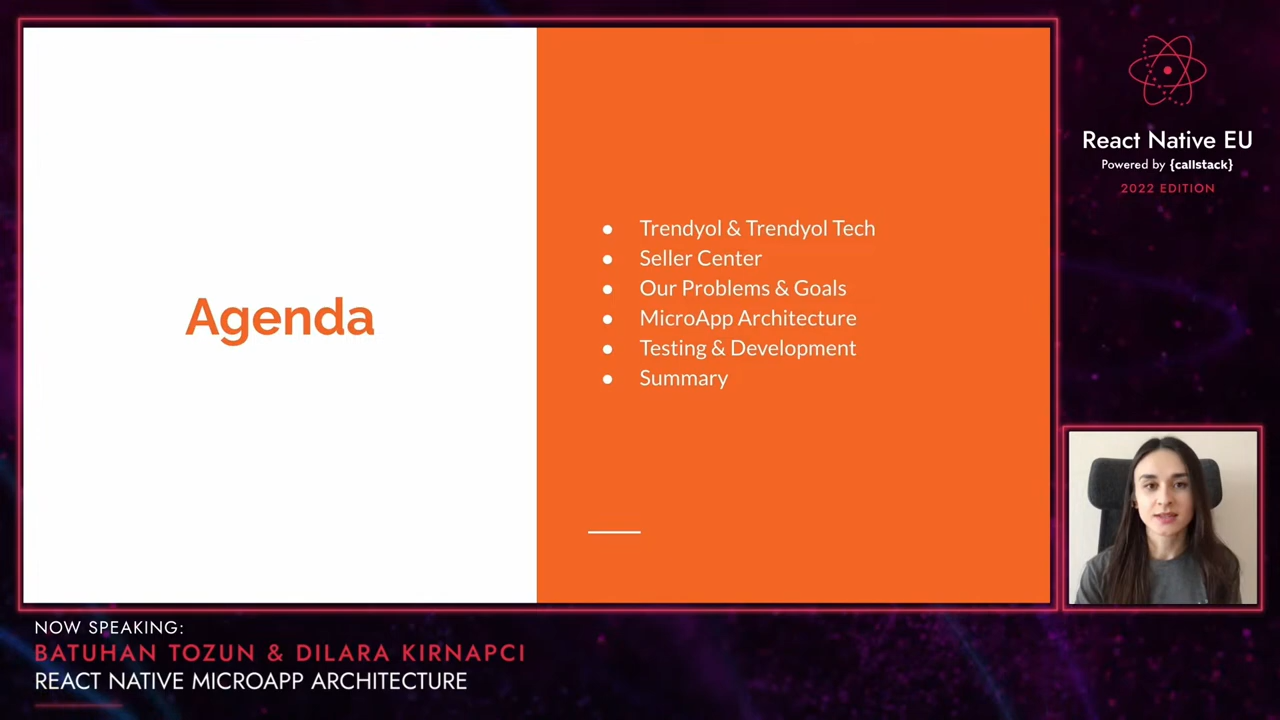 Agenda
● Trendyol & Trendyol Tech
● Seller Center
● Our Problems & Goals
● MicroApp Architecture
● Testing & Development
● Summary
React Native EU
Powered by {callstack}
2022 EDITION
NOW SPEAKING:
BATUHAN TOZUN & DILARA KIRNAPCI
REACT NATIVE MICROAPP ARCHITECTURE